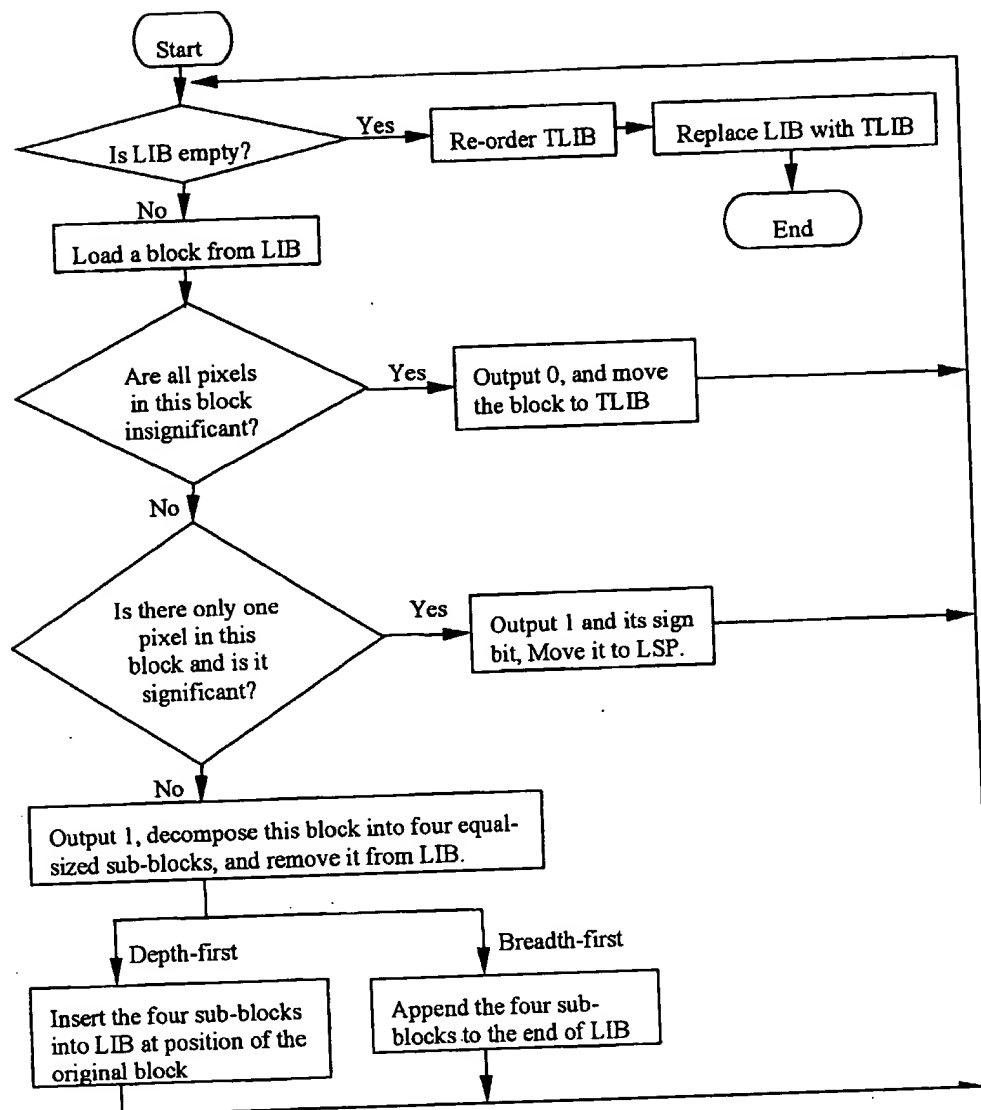 Start
Is LIB empty?
Yes
Re-order TLIB
Replace LIB with TLIB
End
No
Load a block from LIB
Are all pixels
in this block
insignificant?
Yes
Output 0, and move
the block to TLIB
No
Is there only one
pixel in this
block and is it
significant?
Yes
Output 1 and its sign
bit, Move it to LSP.
No
Output 1, decompose this block into four equal-
sized sub-blocks, and remove it from LIB.
Depth-first
Breadth-first
Insert the four sub-blocks
into LIB at position of the
original block
Append the four sub-
blocks to the end of LIB